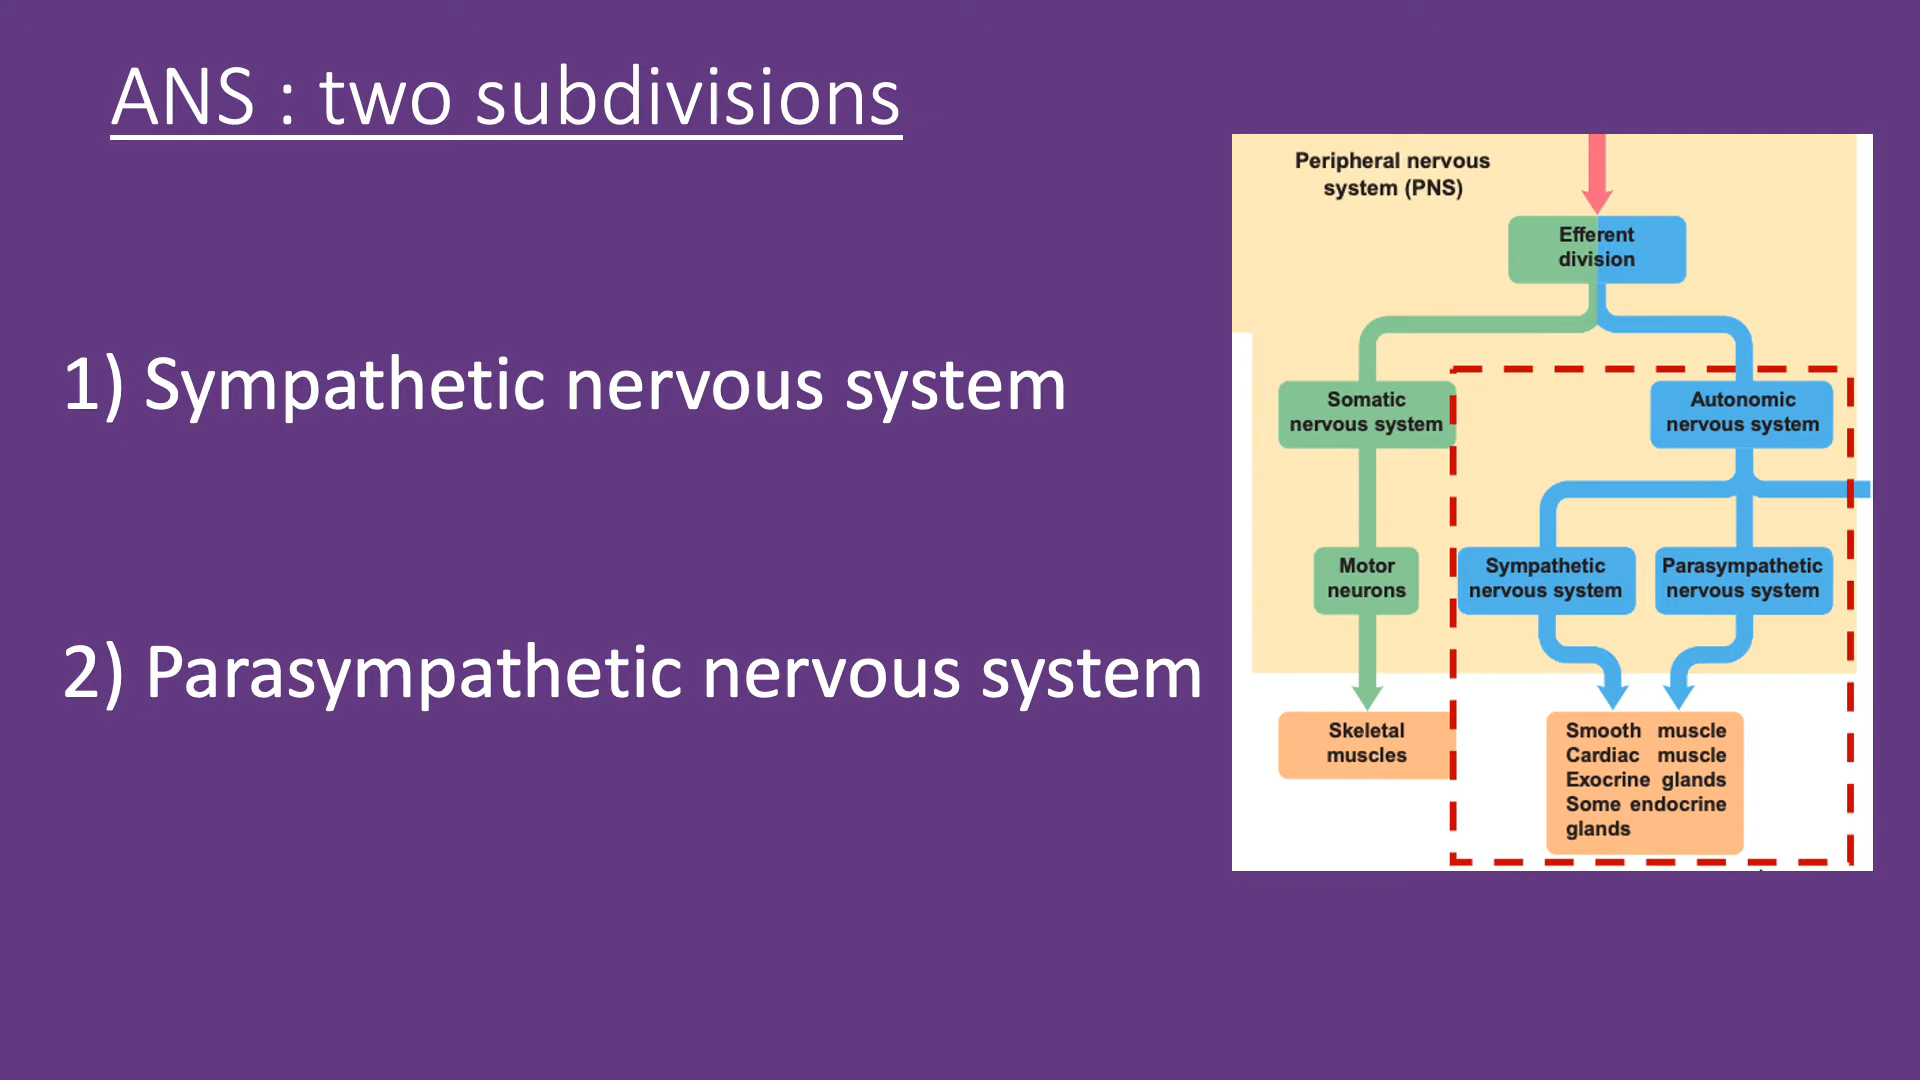 ANS : two subdivisions
1) Sympathetic nervous system
2) Parasympathetic nervous system
Peripheral nervous
system (PNS)
Efferent
division
Somatic
nervous system
Autonomic
nervous system
Motor
neurons
Sympathetic
nervous system
Parasympathetic
nervous system
Skeletal
muscles
Smooth muscle
Cardiac muscle
Exocrine glands
Some endocrine
glands